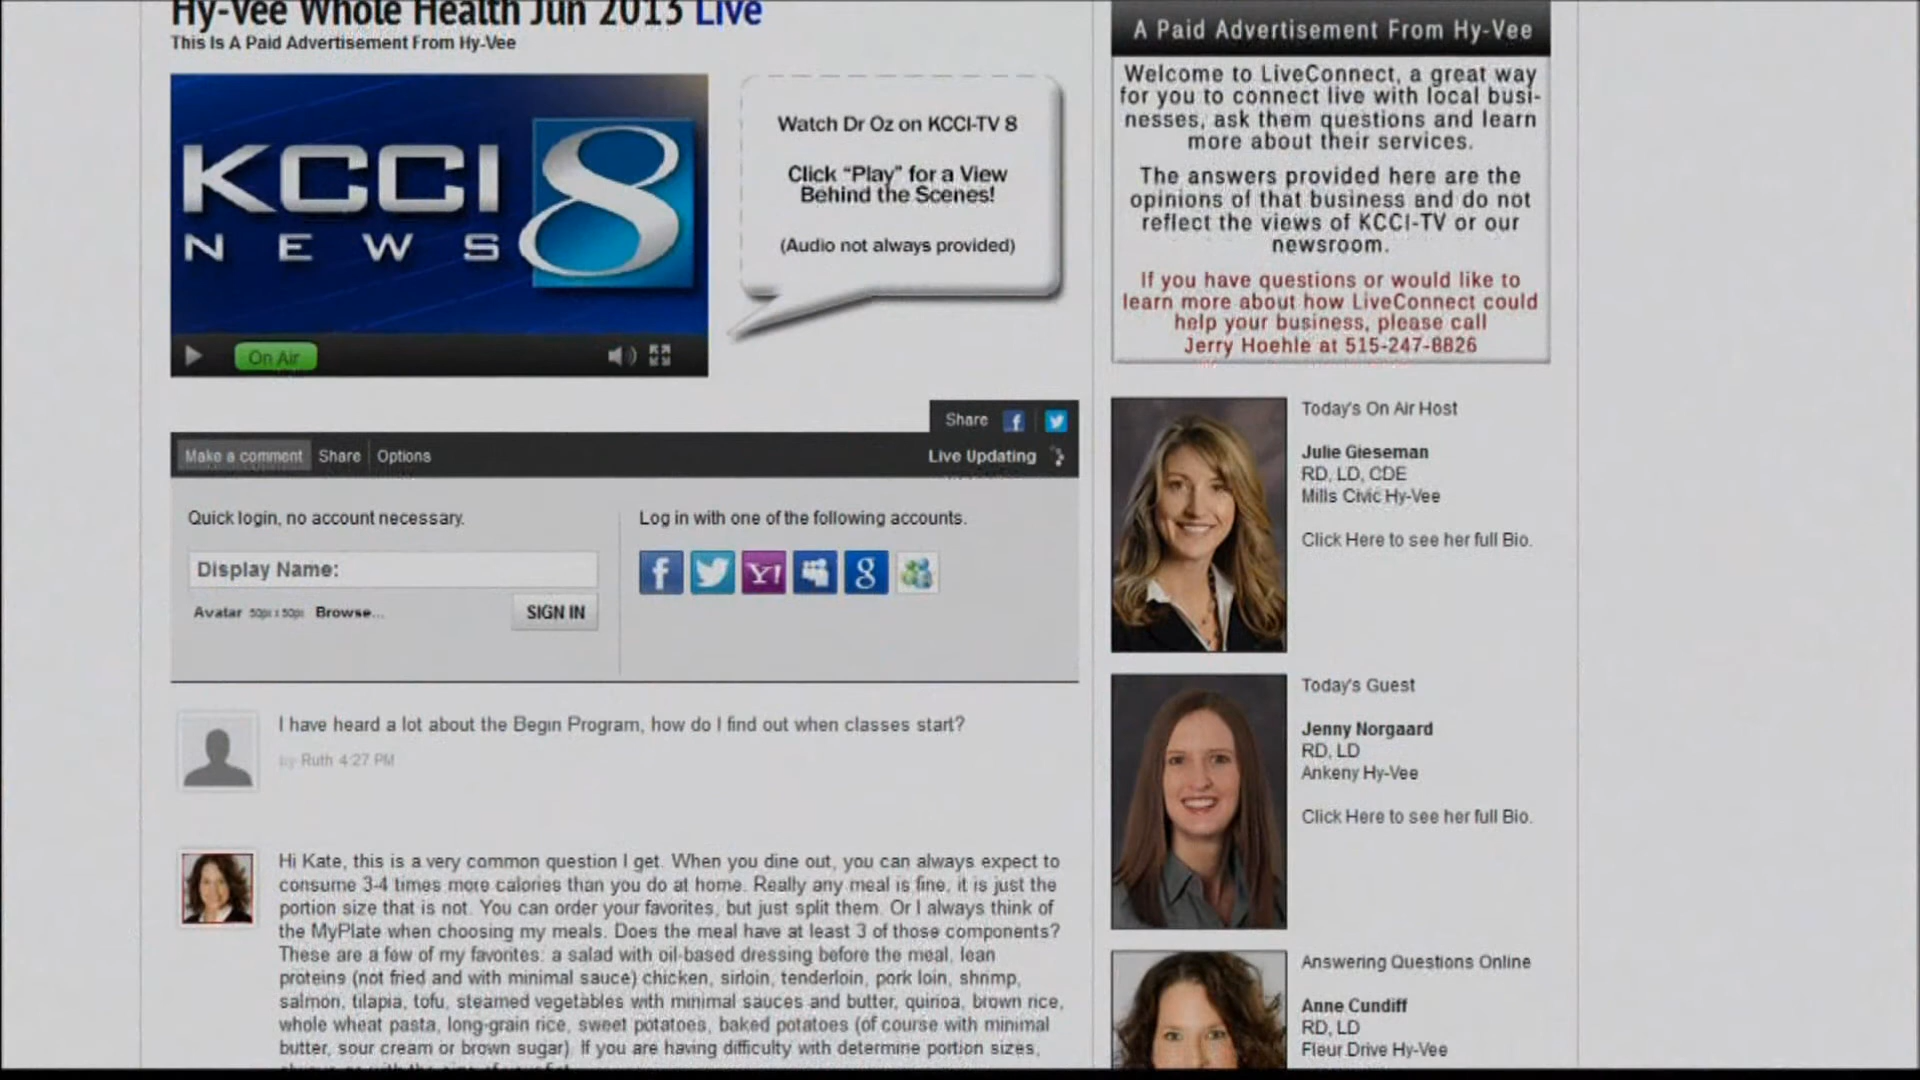 Hy-Vee Whole Health Jun 2013 Live
This Is A Paid Advertisement From Hy-Vee
KCCI 8
NEWS
On Air
Watch Dr Oz on KCCI-TV 8
Click “Play” for a View
Behind the Scenes!
(Audio not always provided)
Share
Make a comment Share Options
Live Updating
Quick login, no account necessary.
Display Name:
Avatar 50px x 50px Browse...
SIGN IN
Log in with one of the following accounts.
f Y! g
I have heard a lot about the Begin Program, how do I find out when classes start?
by Ruth 4:27 PM
Hi Kate, this is a very common question I get. When you dine out, you can always expect to
consume 3-4 times more calories than you do at home. Really any meal is fine, it is just the
portion size that is not. You can order your favorites, but just split them. Or I always think of
the MyPlate when choosing my meals. Does the meal have at least 3 of those components?
These are a few of my favorites: a salad with oil-based dressing before the meal, lean
proteins (not fried and with minimal sauce) chicken, sirloin, tenderloin, pork loin, shrimp,
salmon, tilapia, tofu, steamed vegetables with minimal sauces and butter, quinoa, brown rice,
whole wheat pasta, long-grain rice, sweet potatoes, baked potatoes (of course with minimal
butter, sour cream or brown sugar). If you are having difficulty with determine portion sizes,
A Paid Advertisement From Hy-Vee
Welcome to LiveConnect, a great way
for you to connect live with local busi-
nesses, ask them questions and learn
more about their services.
The answers provided here are the
opinions of that business and do not
reflect the views of KCCI-TV or our
newsroom.
If you have questions or would like to
learn more about how LiveConnect could
help your business, please call
Jerry Hoehle at 515-247-8826
Today's On Air Host
Julie Gieseman
RD, LD, CDE
Mills Civic Hy-Vee
Click Here to see her full Bio.
Today's Guest
Jenny Norgaard
RD, LD
Ankeny Hy-Vee
Click Here to see her full Bio.
Answering Questions Online
Anne Cundiff
RD, LD
Fleur Drive Hy-Vee